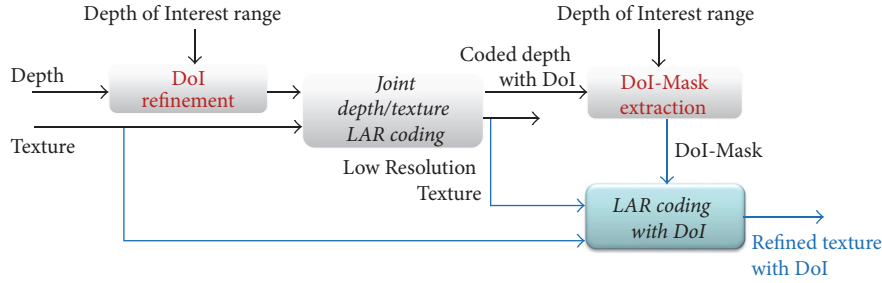 Depth of Interest range
Depth of Interest range
Depth
DoI
refinement
Joint
depth/texture
LAR coding
Coded depth
with DoI
DoI-Mask
extraction
Texture
Low Resolution
Texture
DoI-Mask
LAR coding
with DoI
Refined texture
with DoI